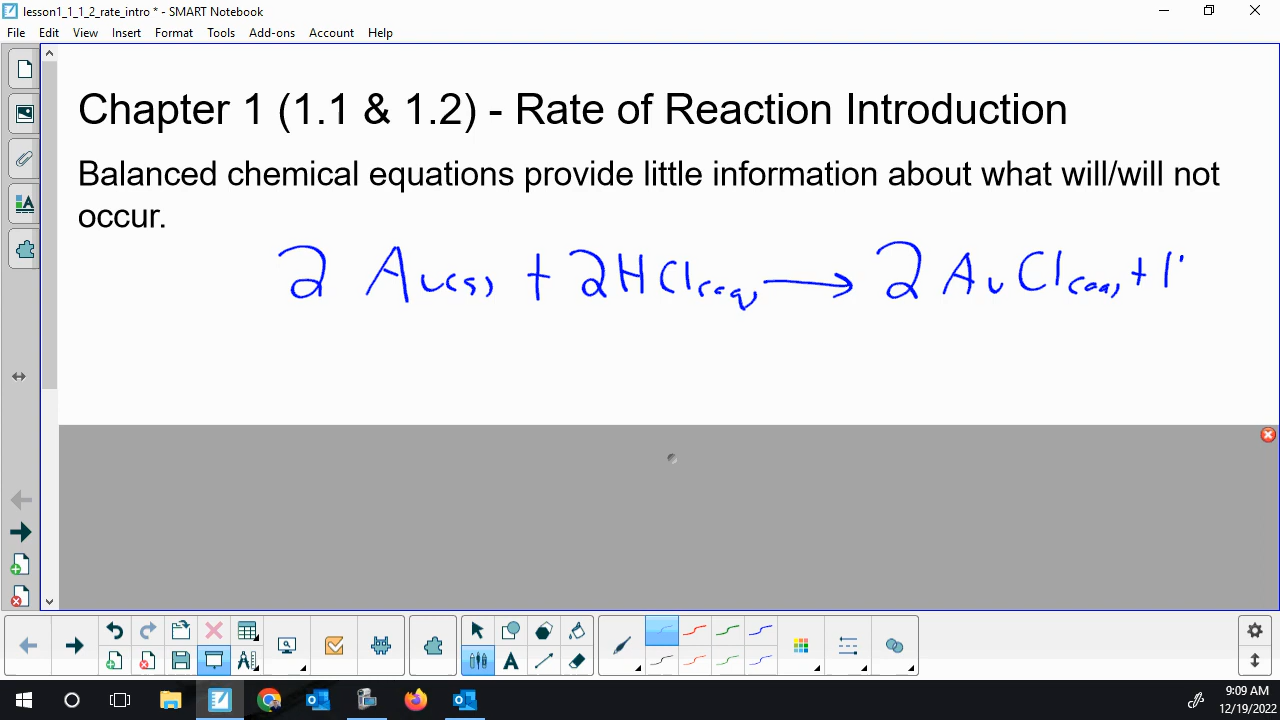 lesson1_1_1_2_rate_intro * - SMART Notebook
File Edit View Insert Format Tools Add-ons Account Help
Chapter 1 (1.1 & 1.2) - Rate of Reaction Introduction
Balanced chemical equations provide little information about what will/will not
occur.
2 Au(s) + 2HCl(aq) → 2 AuCl(aq) +
A
A
9:09 AM
12/19/2022